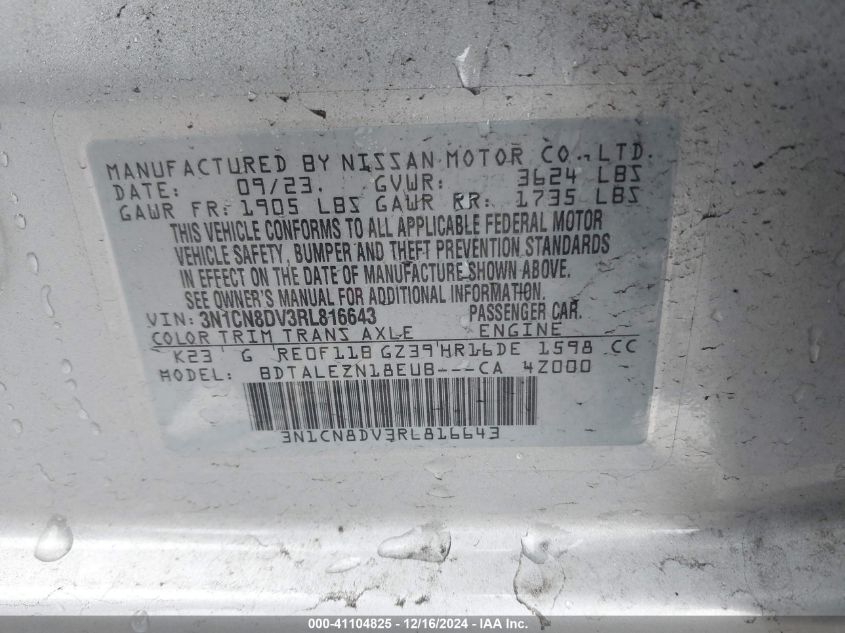 MANUFACTURED BY NISSAN MOTOR CO., LTD.
DATE: 09/23. GVWR: 3624 LBS
GAWR FR: 1905 LBS GAWR RR: 1735 LBS
THIS VEHICLE CONFORMS TO ALL APPLICABLE FEDERAL MOTOR
VEHICLE SAFETY, BUMPER AND THEFT PREVENTION STANDARDS
IN EFFECT ON THE DATE OF MANUFACTURE SHOWN ABOVE.
SEE OWNER'S MANUAL FOR ADDITIONAL INFORMATION.
VIN: 3N1CN8DV3RL816643 PASSENGER CAR.
COLOR TRIM TRANS AXLE ENGINE
K23 G RE0F11B GZ39 HR16DE 1598 CC
MODEL: BDTALEZN18EUB---CA 4Z000
3N1CN8DV3RL816643
000-41104825 - 12/16/2024 - IAAI.com